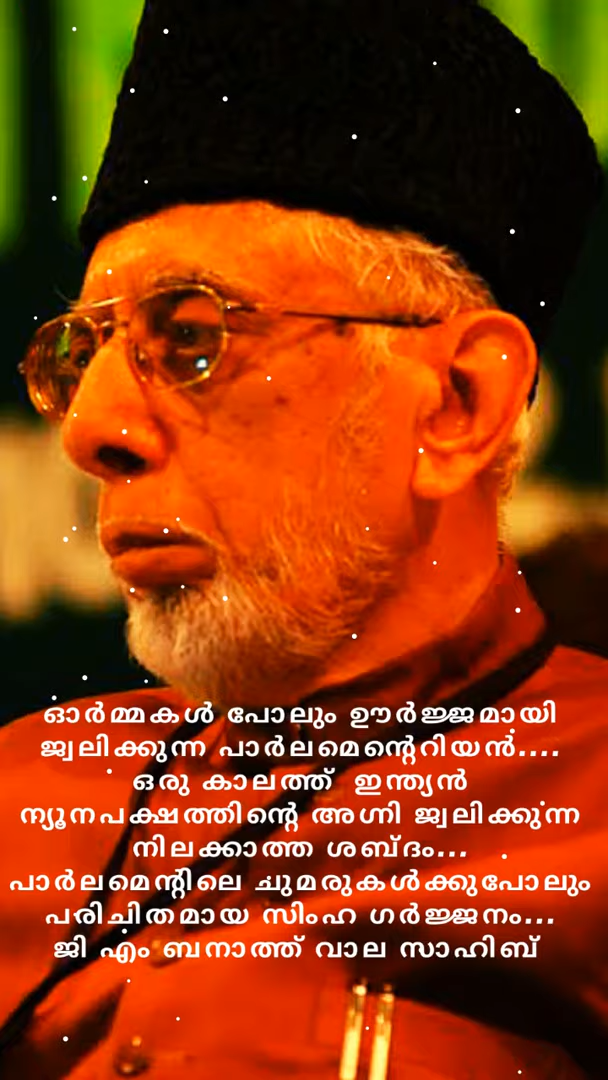 ഓർമ്മകൾ പോലും ഊർജ്ജമായി
ജ്വലിക്കുന്ന പാർലമെന്റെറിയൻ....
ഒരു കാലത്ത് ഇന്ത്യൻ
ന്യൂനപക്ഷത്തിന്റെ അഗ്നി ജ്വലിക്കുന്ന
നിലക്കാത്ത ശബ്ദം...
പാർലമെന്റിലെ ചുമരുകൾക്കുപോലും
പരിചിതമായ സിംഹ ഗർജ്ജനം...
ജി എം ബനാത്ത് വാല സാഹിബ്